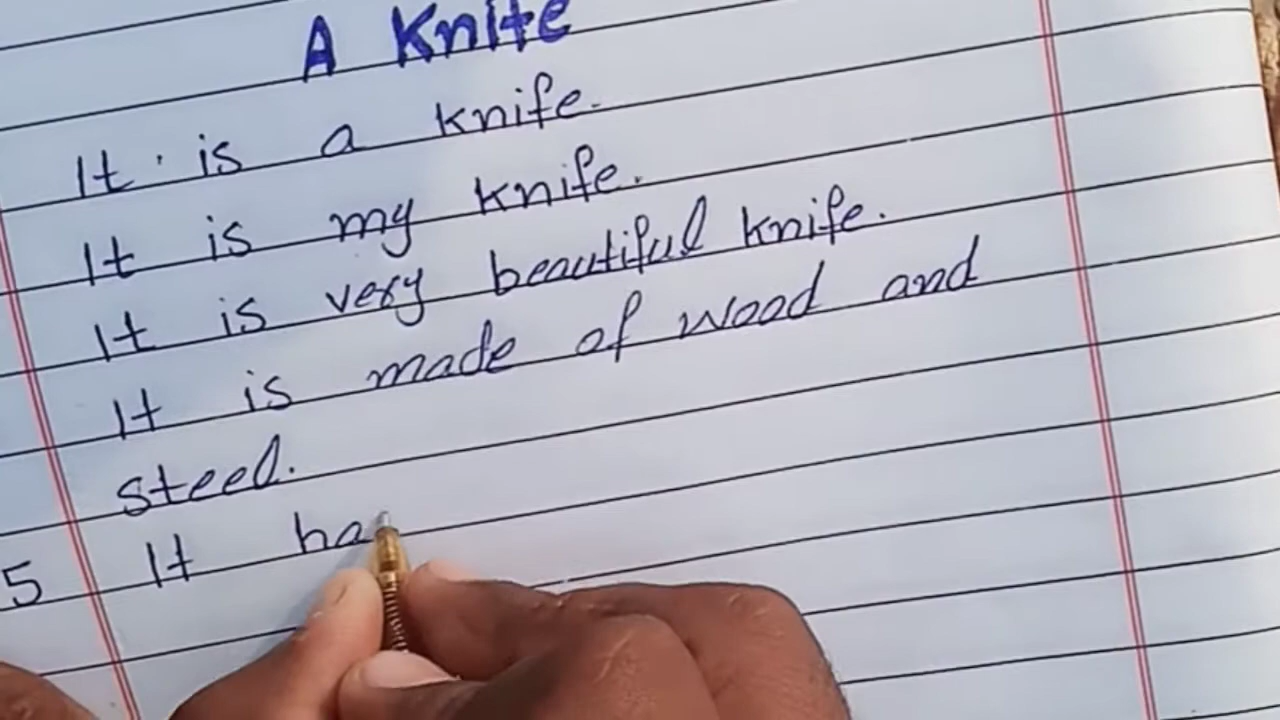 A Knife
It is a knife.
It is my knife.
It is very beautiful knife.
It is made of wood and
steel.
5 It ha